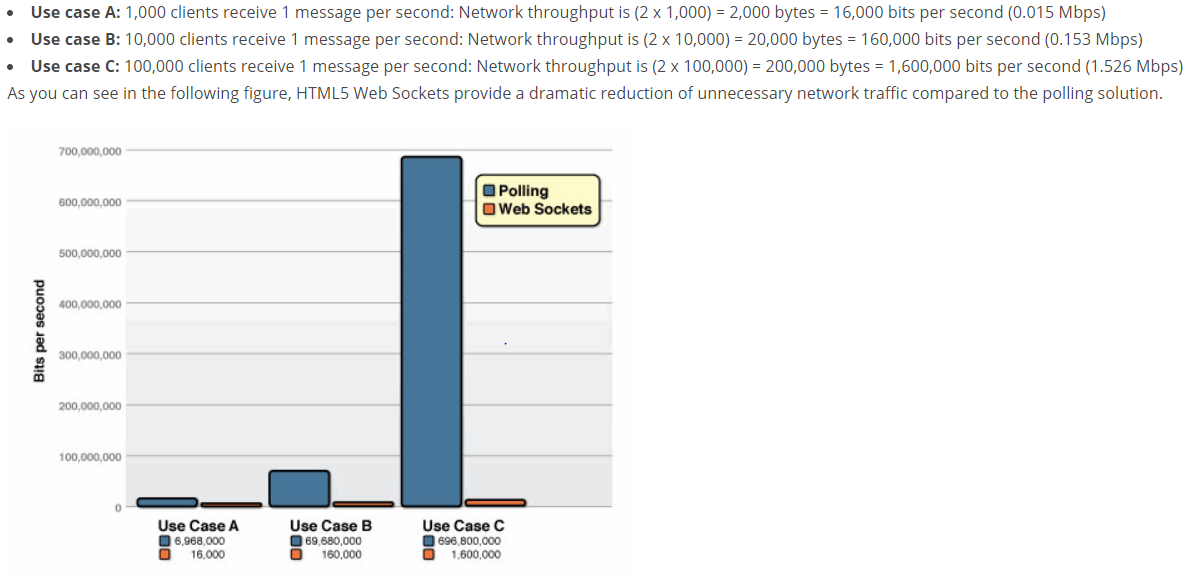 • Use case A: 1,000 clients receive 1 message per second: Network throughput is (2 x 1,000) = 2,000 bytes = 16,000 bits per second (0.015 Mbps)
• Use case B: 10,000 clients receive 1 message per second: Network throughput is (2 x 10,000) = 20,000 bytes = 160,000 bits per second (0.153 Mbps)
• Use case C: 100,000 clients receive 1 message per second: Network throughput is (2 x 100,000) = 200,000 bytes = 1,600,000 bits per second (1.526 Mbps)
As you can see in the following figure, HTML5 Web Sockets provide a dramatic reduction of unnecessary network traffic compared to the polling solution.
700,000,000
600,000,000
500,000,000
400,000,000
300,000,000
200,000,000
100,000,000
0
Bits per second
Polling
Web Sockets
Use Case A
6,968,000
16,000
Use Case B
69,680,000
160,000
Use Case C
696,800,000
1,600,000